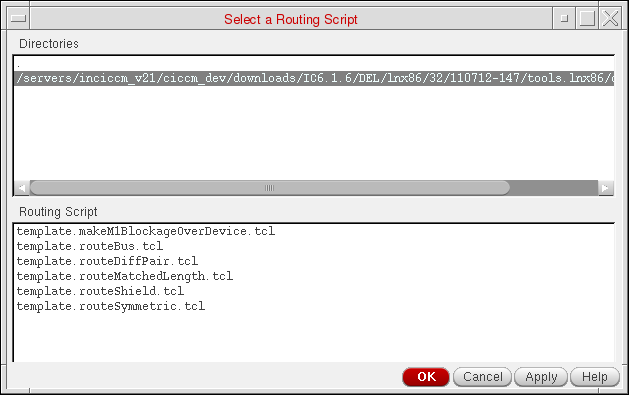 Select a Routing Script
Directories
.
/servers/inciccm_v21/ciccm_dev/downloads/IC6.1.6/DEL/lnx86/32/110712-147/tools.lnx86/
Routing Script
template.makeM1BlockageOverDevice.tcl
template.routeBus.tcl
template.routeDiffPair.tcl
template.routeMatchedLength.tcl
template.routeShield.tcl
template.routeSymmetric.tcl
OK Cancel Apply Help